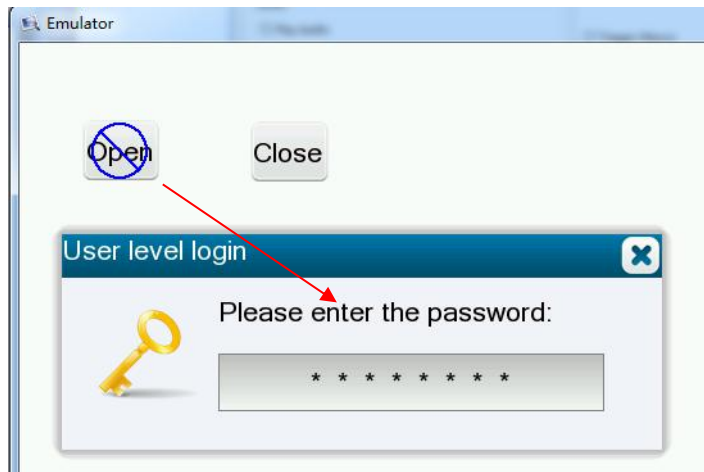 Emulator
Open
Close
User level login
Please enter the password:
* * * * * * * *